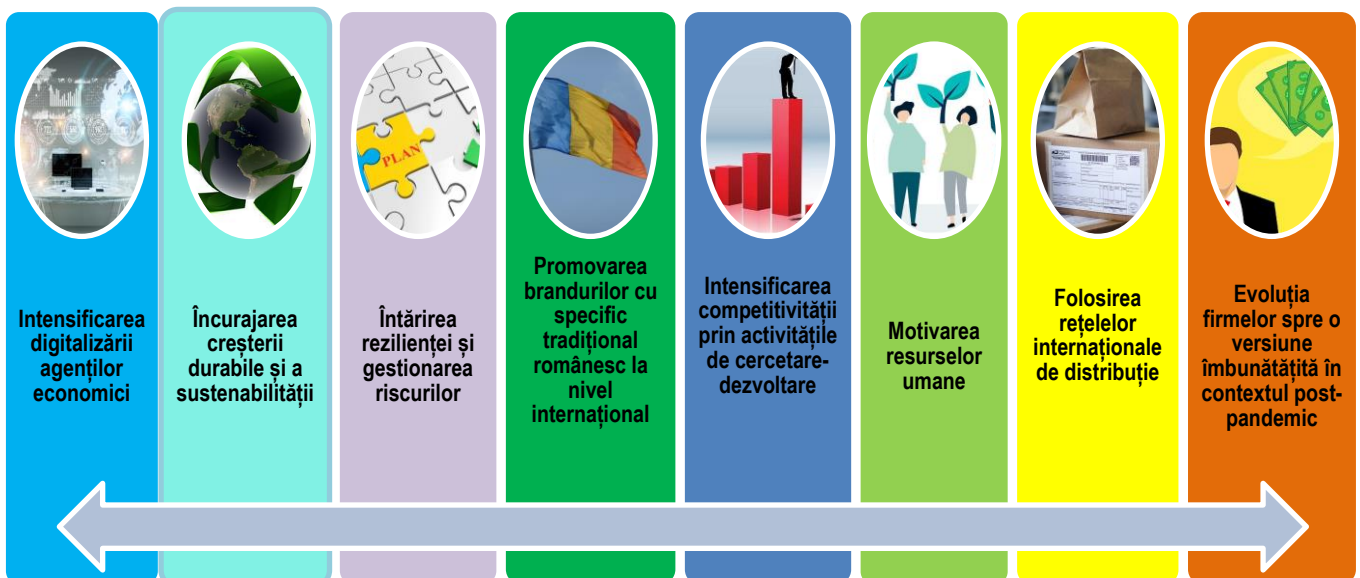 PLAN
Intensificarea
digitalizării
agenților
economici
Încurajarea
creșterii
durabile și a
sustenabilității
Întărirea
rezilienței și
gestionarea
riscurilor
Promovarea
brandurilor cu
specific
tradițional
românesc la
nivel
internațional
Intensificarea
competitivității
prin activitățile
de cercetare-
dezvoltare
Motivarea
resurselor
umane
Folosirea
rețelelor
internaționale
de distribuție
Evoluția
firmelor spre o
versiune
îmbunătățită în
contextul post-
pandemic